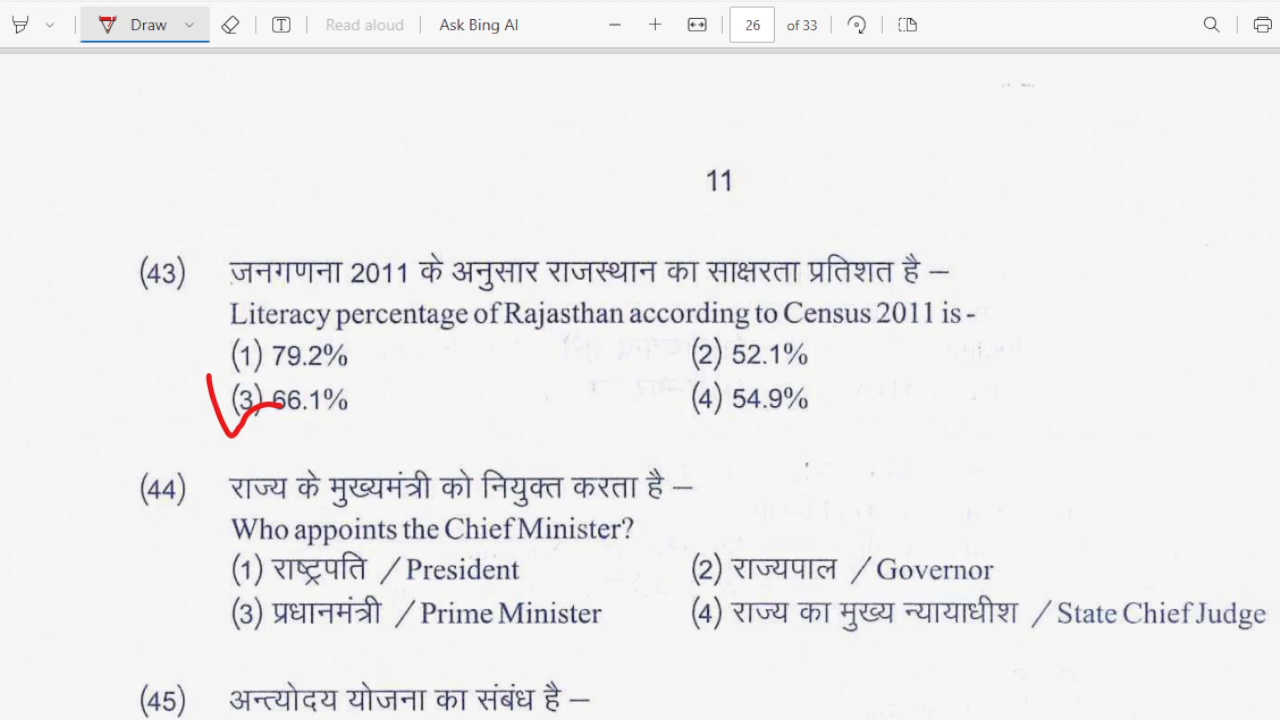 Draw
Read aloud
Ask Bing AI
26 of 33
11
(43) जनगणना 2011 के अनुसार राजस्थान का साक्षरता प्रतिशत है –
Literacy percentage of Rajasthan according to Census 2011 is -
(1) 79.2% (2) 52.1%
(3) 66.1% (4) 54.9%
(44) राज्य के मुख्यमंत्री को नियुक्त करता है –
Who appoints the Chief Minister?
(1) राष्ट्रपति / President (2) राज्यपाल / Governor
(3) प्रधानमंत्री / Prime Minister (4) राज्य का मुख्य न्यायाधीश / State Chief Judge
(45) अन्त्योदय योजना का संबंध है –